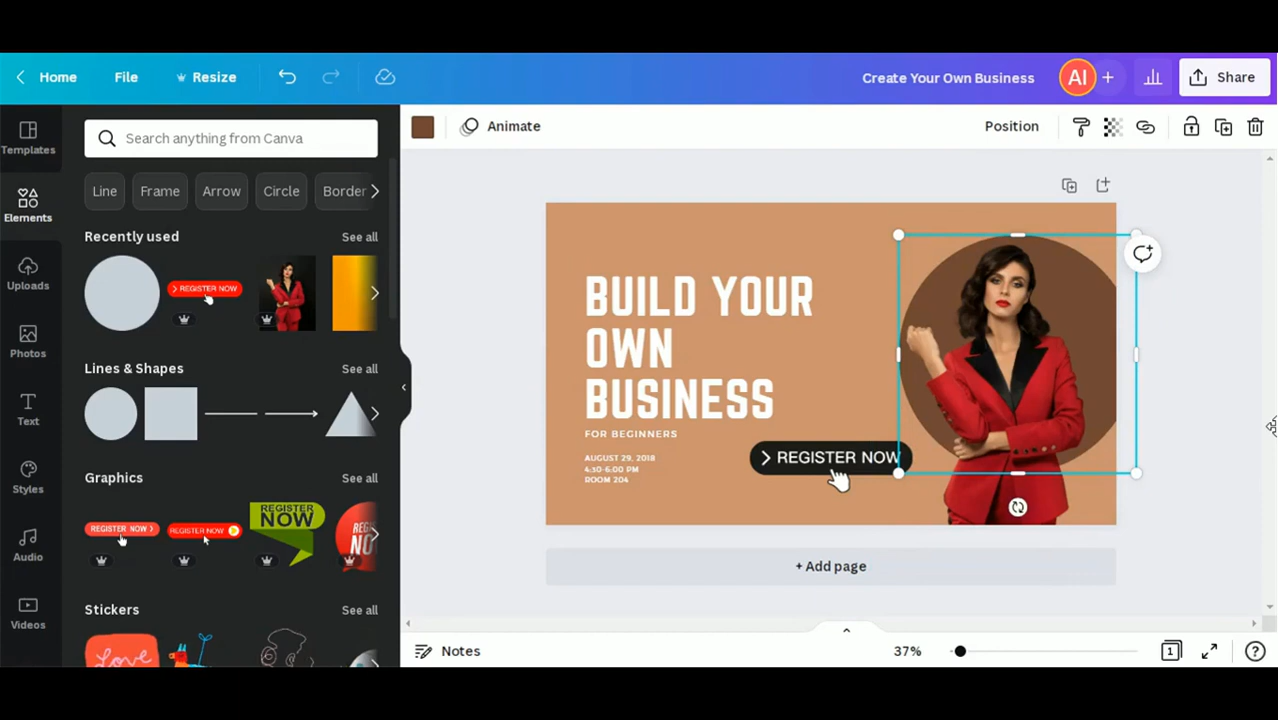 Home
File
Resize
Create Your Own Business
AI
Share
Templates
Elements
Uploads
Photos
Text
Styles
Audio
Videos
Search anything from Canva
Line
Frame
Arrow
Circle
Border
Recently used
See all
REGISTER NOW
Lines & Shapes
See all
Graphics
See all
REGISTER NOW
REGISTER NOW
REGISTER
NOW
Stickers
See all
Love
Animate
Position
BUILD YOUR
OWN
BUSINESS
FOR BEGINNERS
AUGUST 29, 2018
4:30-6:00 PM
ROOM 204
REGISTER NOW
+ Add page
Notes
37%
1
?